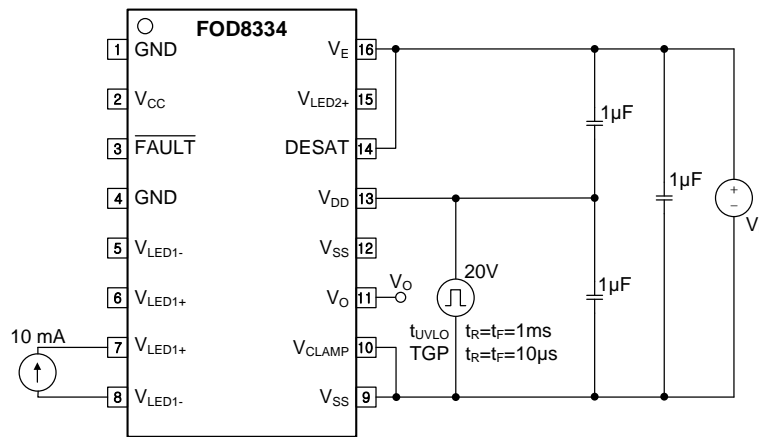 FOD8334
1 GND
2 VCC
3 FAULT
4 GND
5 VLED1-
6 VLED1+
7 VLED1+
8 VLED1-
10 mA
VE 16
VLED2+ 15
DESAT 14
VDD 13
VSS 12
VO 11
VCLAMP 10
VSS 9
VO
20V
tUVLO tR=tF=1ms
TGP tR=tF=10µs
1µF
1µF
1µF
+
−
V